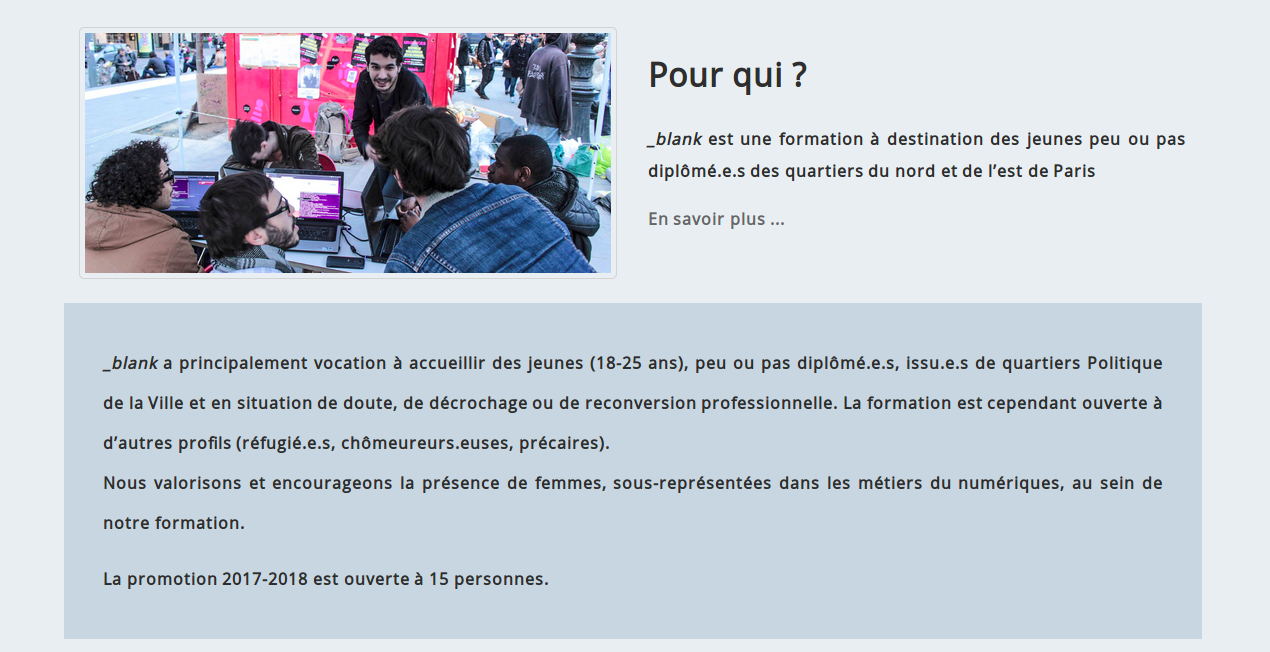 Pour qui ?
_blank est une formation à destination des jeunes peu ou pas
diplômé.e.s des quartiers du nord et de l’est de Paris
En savoir plus ...
_blank a principalement vocation à accueillir des jeunes (18-25 ans), peu ou pas diplômé.e.s, issu.e.s de quartiers Politique
de la Ville et en situation de doute, de décrochage ou de reconversion professionnelle. La formation est cependant ouverte à
d’autres profils (réfugié.e.s, chômeureurs.euses, précaires).
Nous valorisons et encourageons la présence de femmes, sous-représentées dans les métiers du numériques, au sein de
notre formation.
La promotion 2017-2018 est ouverte à 15 personnes.